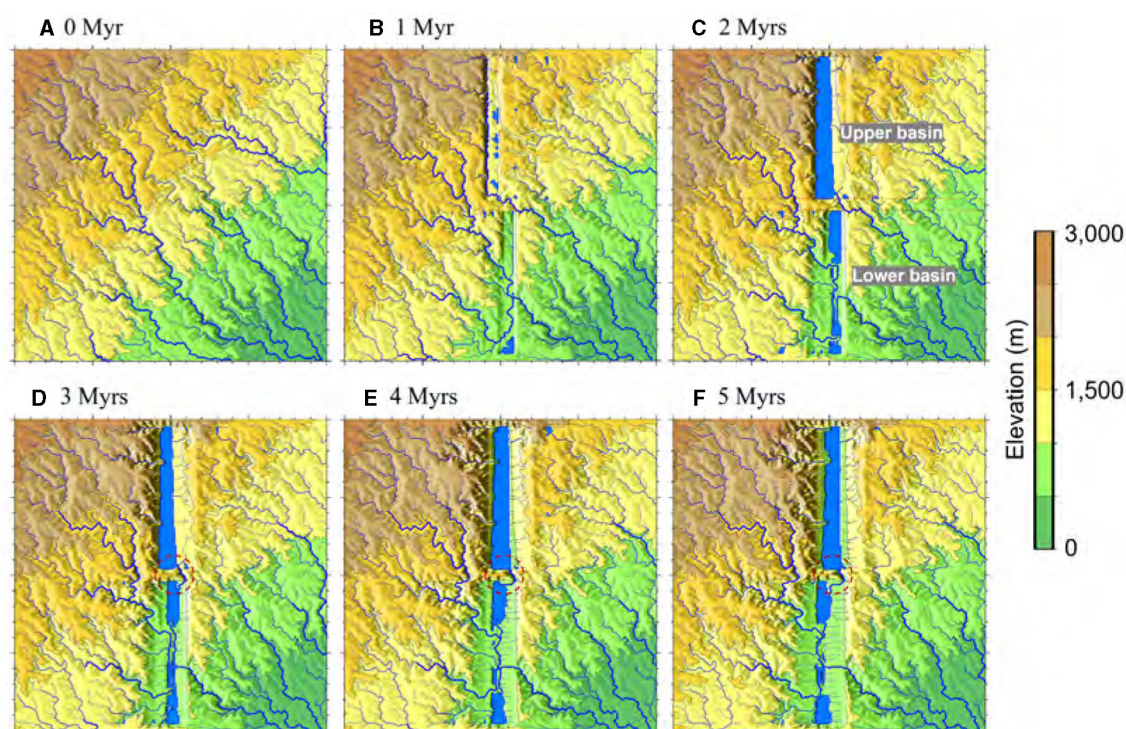 A 0 Myr
B 1 Myr
C 2 Myrs
Upper basin
Lower basin
D 3 Myrs
E 4 Myrs
F 5 Myrs
3,000
1,500
0
Elevation (m)